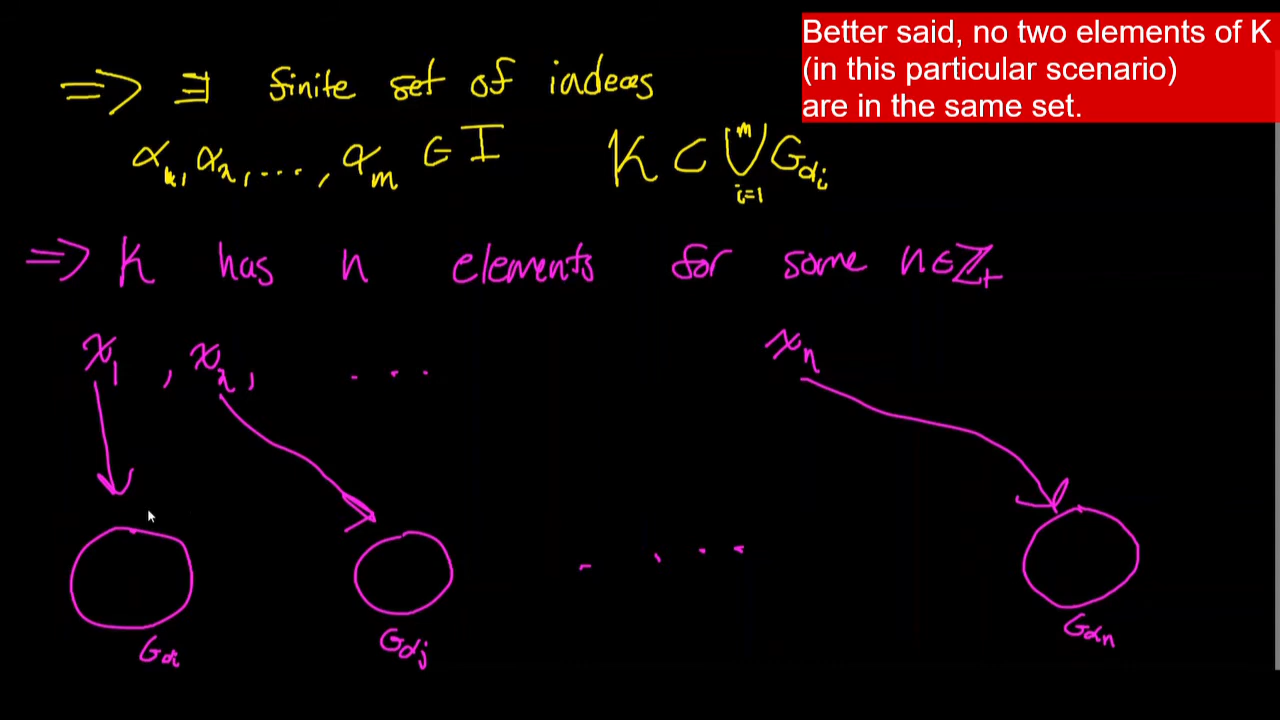 Better said, no two elements of K
(in this particular scenario)
are in the same set.
⟹ ∃ finite set of indeces
α₁, α₂, ..., αₘ ∈ I K ⊂ ⋃ᵢ₌₁ᵐ G_αᵢ
⟹ K has n elements for some n ∈ ℤ₊
x₁, x₂, ... xₙ
. . . .
G_αi G_αj G_αn